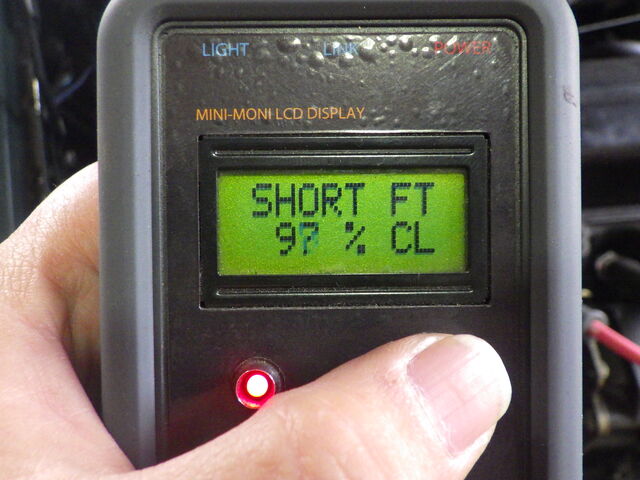 LIGHT LINK POWER
MINI-MONI LCD DISPLAY
SHORT FT
97 % CL